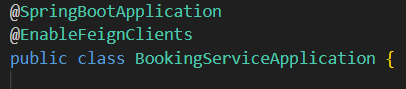 @SpringBootApplication
@EnableFeignClients
public class BookingServiceApplication {